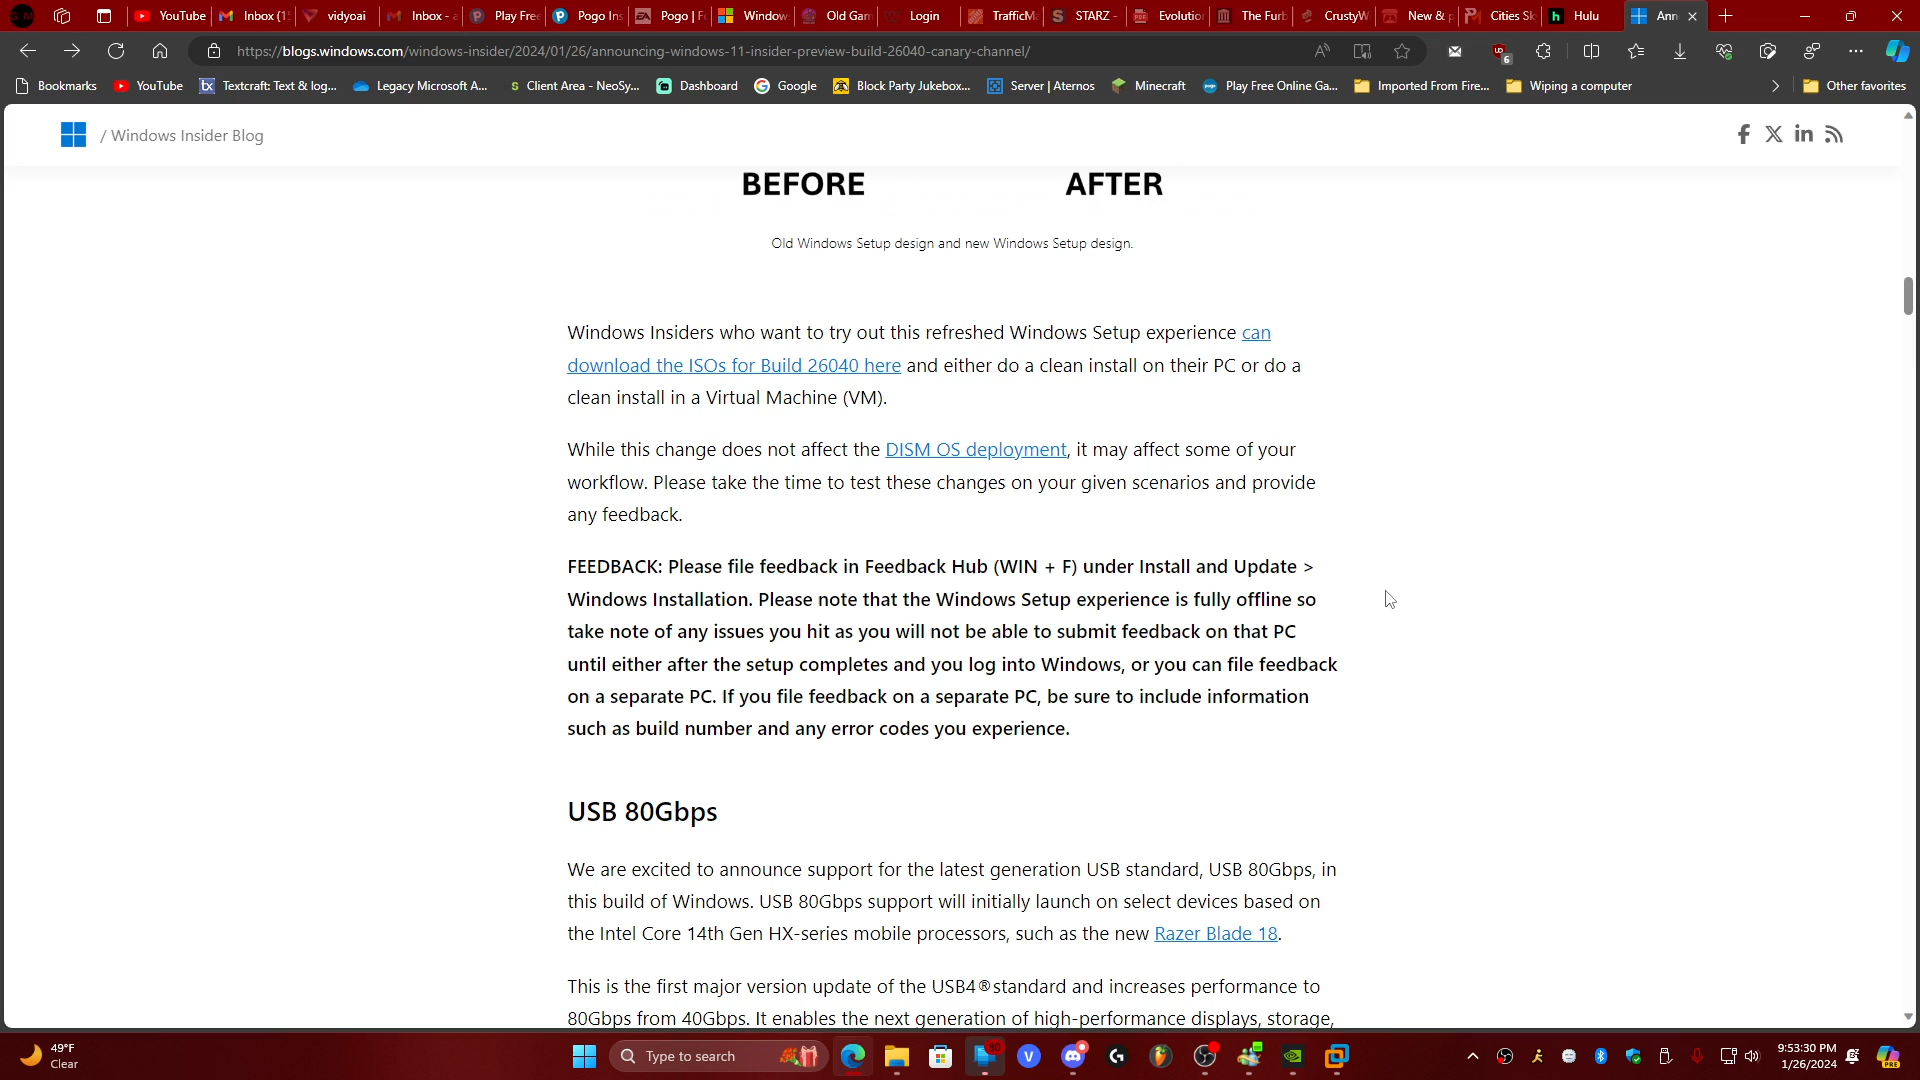 YouTube
Inbox (1
vidyoai
Inbox - a
Play Fre
Pogo Ins
Pogo | F
Window
Old Gam
Login
TrafficMa
STARZ -
Evolution
The Furb
CrustyW
New & p
Cities Sk
Hulu
Ann
https://blogs.windows.com/windows-insider/2024/01/26/announcing-windows-11-insider-preview-build-26040-canary-channel/
6
Bookmarks
YouTube
Textcraft: Text & log...
Legacy Microsoft A...
Client Area - NeoSy...
Dashboard
Google
Block Party Jukebox...
Server | Aternos
Minecraft
Play Free Online Ga...
Imported From Fire...
Wiping a computer
Other favorites
/ Windows Insider Blog
BEFORE AFTER
Old Windows Setup design and new Windows Setup design.
Windows Insiders who want to try out this refreshed Windows Setup experience can
download the ISOs for Build 26040 here and either do a clean install on their PC or do a
clean install in a Virtual Machine (VM).
While this change does not affect the DISM OS deployment, it may affect some of your
workflow. Please take the time to test these changes on your given scenarios and provide
any feedback.
FEEDBACK: Please file feedback in Feedback Hub (WIN + F) under Install and Update >
Windows Installation. Please note that the Windows Setup experience is fully offline so
take note of any issues you hit as you will not be able to submit feedback on that PC
until either after the setup completes and you log into Windows, or you can file feedback
on a separate PC. If you file feedback on a separate PC, be sure to include information
such as build number and any error codes you experience.
USB 80Gbps
We are excited to announce support for the latest generation USB standard, USB 80Gbps, in
this build of Windows. USB 80Gbps support will initially launch on select devices based on
the Intel Core 14th Gen HX-series mobile processors, such as the new Razer Blade 18.
This is the first major version update of the USB4® standard and increases performance to
80Gbps from 40Gbps. It enables the next generation of high-performance displays, storage,
49°F
Clear
Type to search
9:53:30 PM
1/26/2024